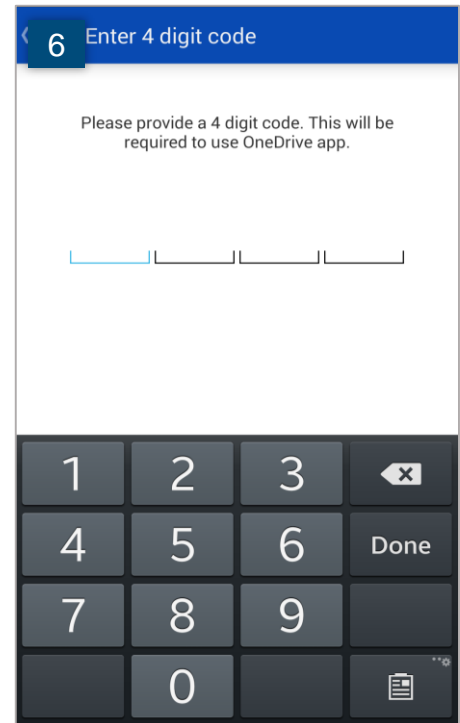 6 Enter 4 digit code
Please provide a 4 digit code. This will be
required to use OneDrive app.
1 2 3
4 5 6 Done
7 8 9
0